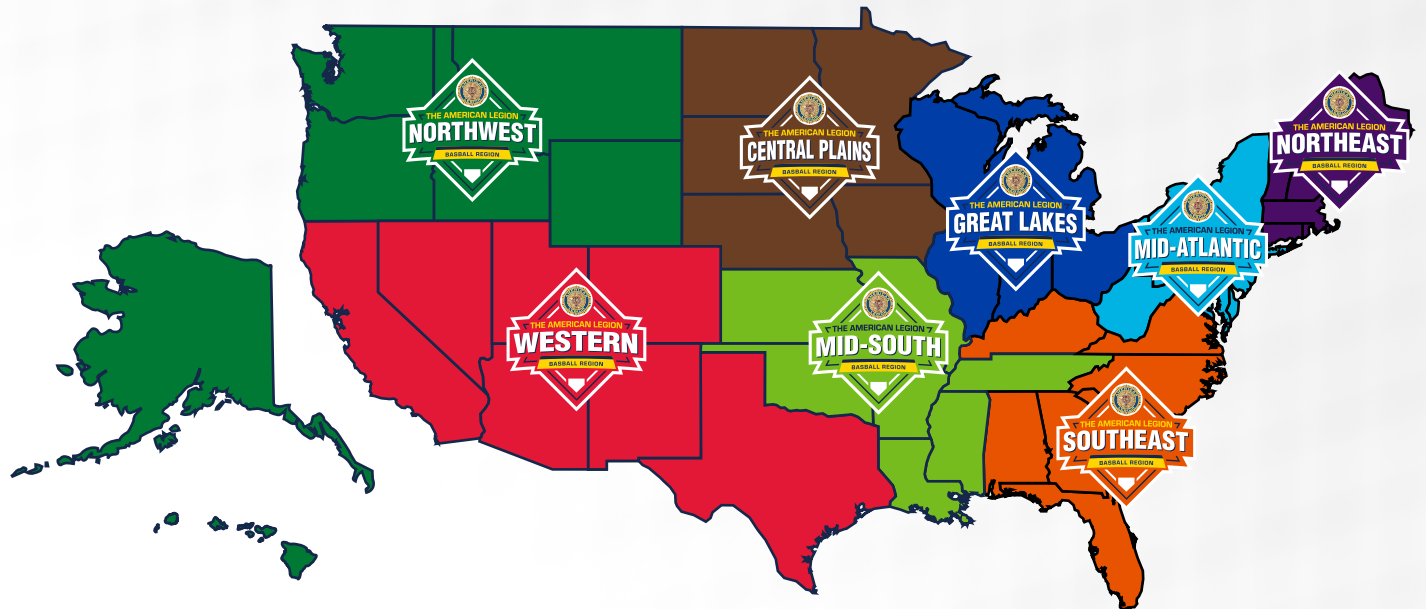 THE AMERICAN LEGION
NORTHWEST
BASBALL REGION
THE AMERICAN LEGION
CENTRAL PLAINS
BASBALL REGION
THE AMERICAN LEGION
NORTHEAST
BASBALL REGION
THE AMERICAN LEGION
GREAT LAKES
BASBALL REGION
THE AMERICAN LEGION
MID-ATLANTIC
BASBALL REGION
THE AMERICAN LEGION
WESTERN
BASBALL REGION
THE AMERICAN LEGION
MID-SOUTH
BASBALL REGION
THE AMERICAN LEGION
SOUTHEAST
BASBALL REGION